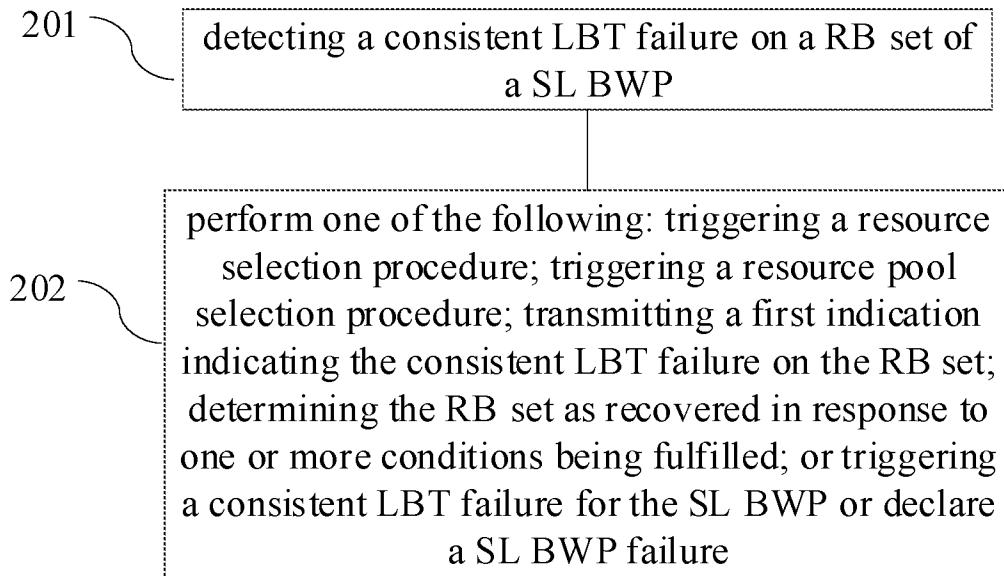 201
detecting a consistent LBT failure on a RB set of
a SL BWP
202
perform one of the following: triggering a resource
selection procedure; triggering a resource pool
selection procedure; transmitting a first indication
indicating the consistent LBT failure on the RB set;
determining the RB set as recovered in response to
one or more conditions being fulfilled; or triggering
a consistent LBT failure for the SL BWP or declare
a SL BWP failure